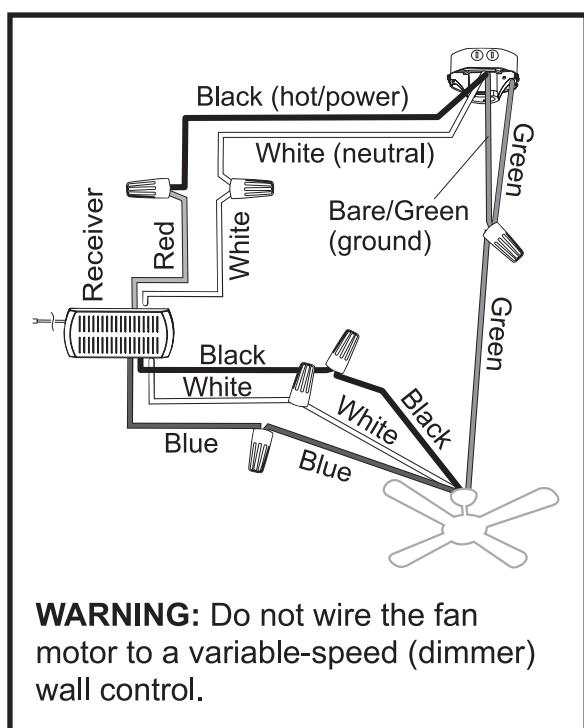 Black (hot/power)
White (neutral)
Green
Bare/Green
(ground)
Receiver
Red
White
Green
Black
White
White
Black
Blue
Blue
WARNING: Do not wire the fan
motor to a variable-speed (dimmer)
wall control.